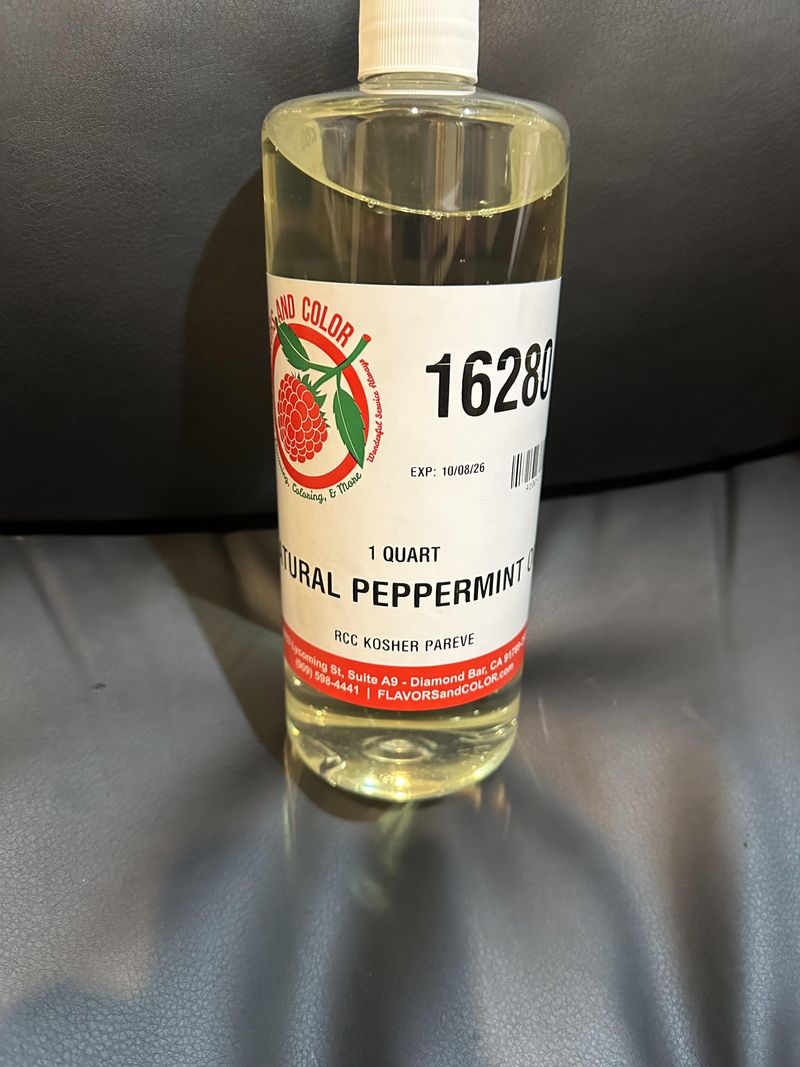 AND COLOR
Wonderful Service Always
Coloring, & More
16280
EXP: 10/08/26
1 QUART
PEPPERMINT
RCC KOSHER PAREVE
Lycoming St, Suite A9 - Diamond Bar, CA
(909) 598-4441 | FLAVORSandCOLOR.com